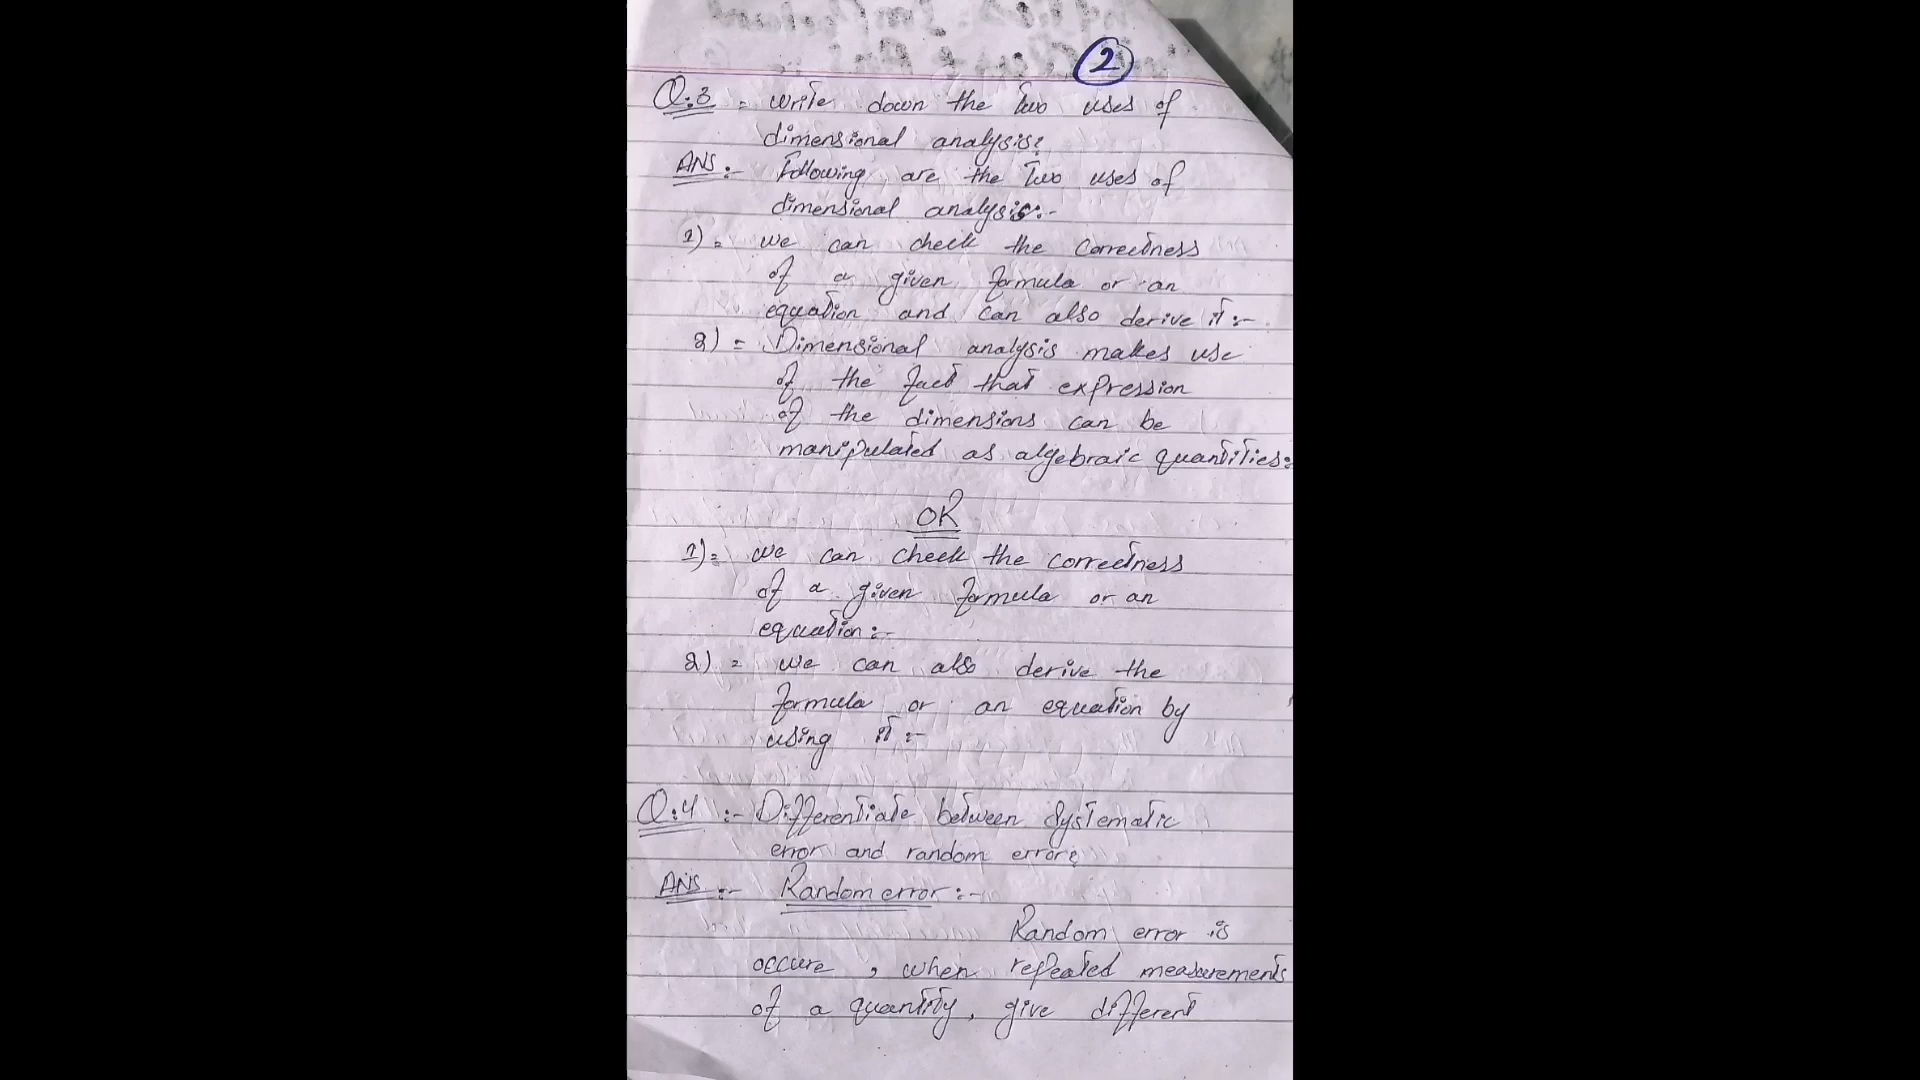 2
Q.3 = write down the two uses of
dimensional analysis?
ANS :- Following are the two uses of
dimensional analysis:-
1) = we can check the correctness
of a given formula or an
equation and can also derive it :-
2) = Dimensional analysis makes use
of the fact that expression
of the dimensions can be
manipulated as algebraic quantities:
OR
1) = we can check the correctness
of a given formula or an
equation :-
2) = we can also derive the
formula or an equation by
using it :-
Q.4 :- Differentiate between Systematic
error and random error?
ANS :- Random error :-
Random error is
occure , when repeated measurements
of a quantity, give different